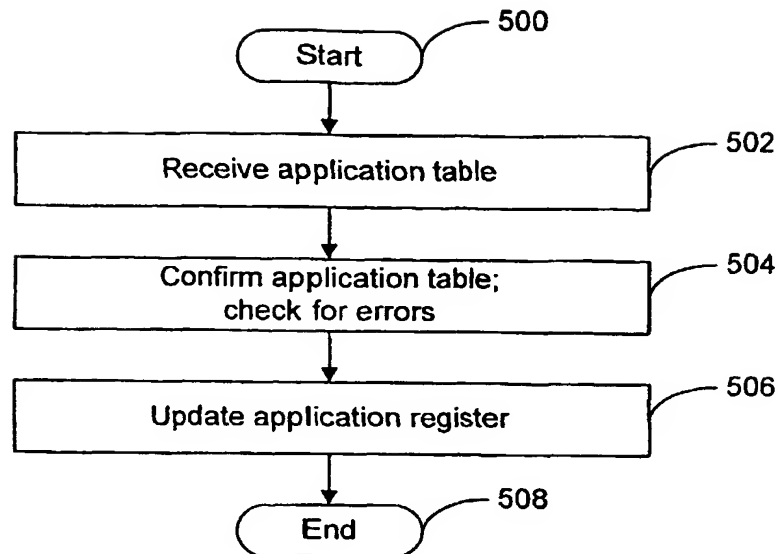 Start
500
Receive application table
502
Confirm application table;
check for errors
504
Update application register
506
End
508